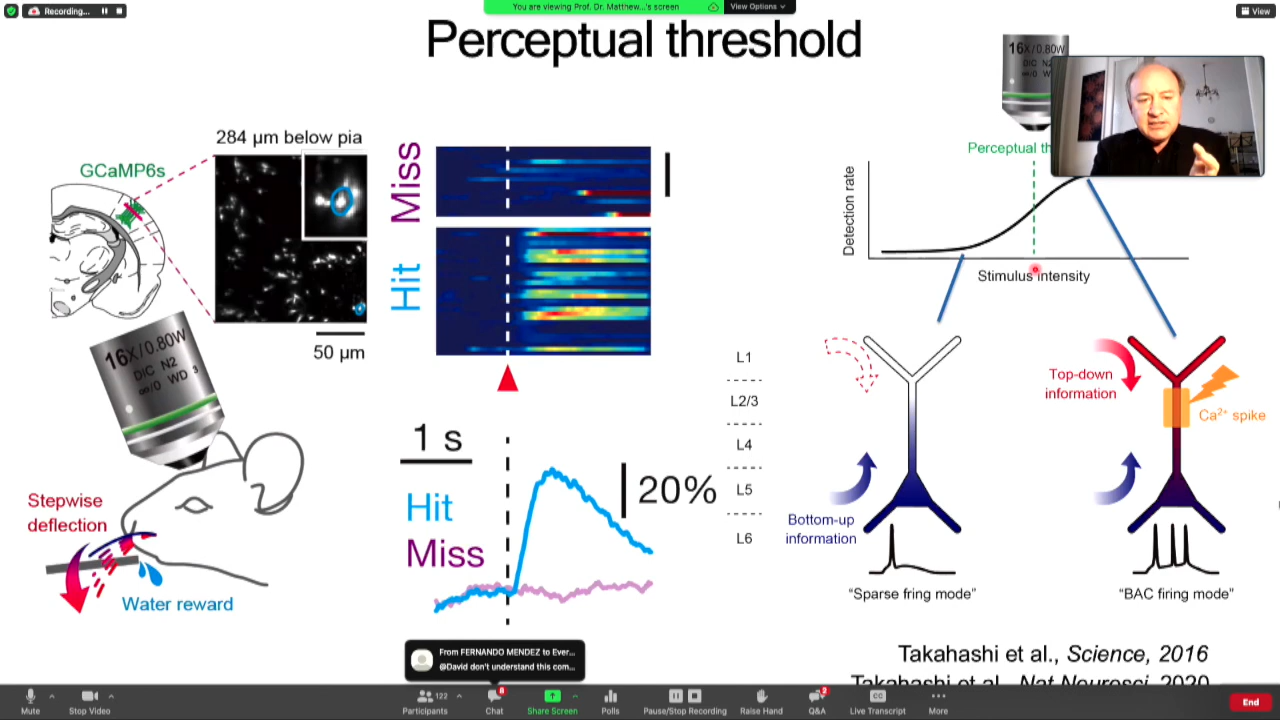 Recording...
You are viewing Prof. Dr. Matthew...'s screen
View Options
View
Perceptual threshold
284 µm below pia
GCaMP6s
50 µm
16X/0.80W
DIC N2
∞/0 WD 3
Stepwise
deflection
Water reward
Miss
Hit
1 s
20%
Hit
Miss
16X/0.80W
DIC N2
∞/0 W
Perceptual th
Detection rate
Stimulus intensity
L1
L2/3
L4
L5
L6
Bottom-up
information
"Sparse fring mode"
Top-down
information
Ca2+ spike
"BAC firing mode"
Takahashi et al., Science, 2016
Takahashi et al., Nat Neurosci, 2020
From FERNANDO MENDEZ to Ever...
@David don't understand this com...
Mute
Stop Video
122
Participants
8
Chat
Share Screen
Polls
Pause/Stop Recording
Raise Hand
2
Q&A
CC
Live Transcript
More
End